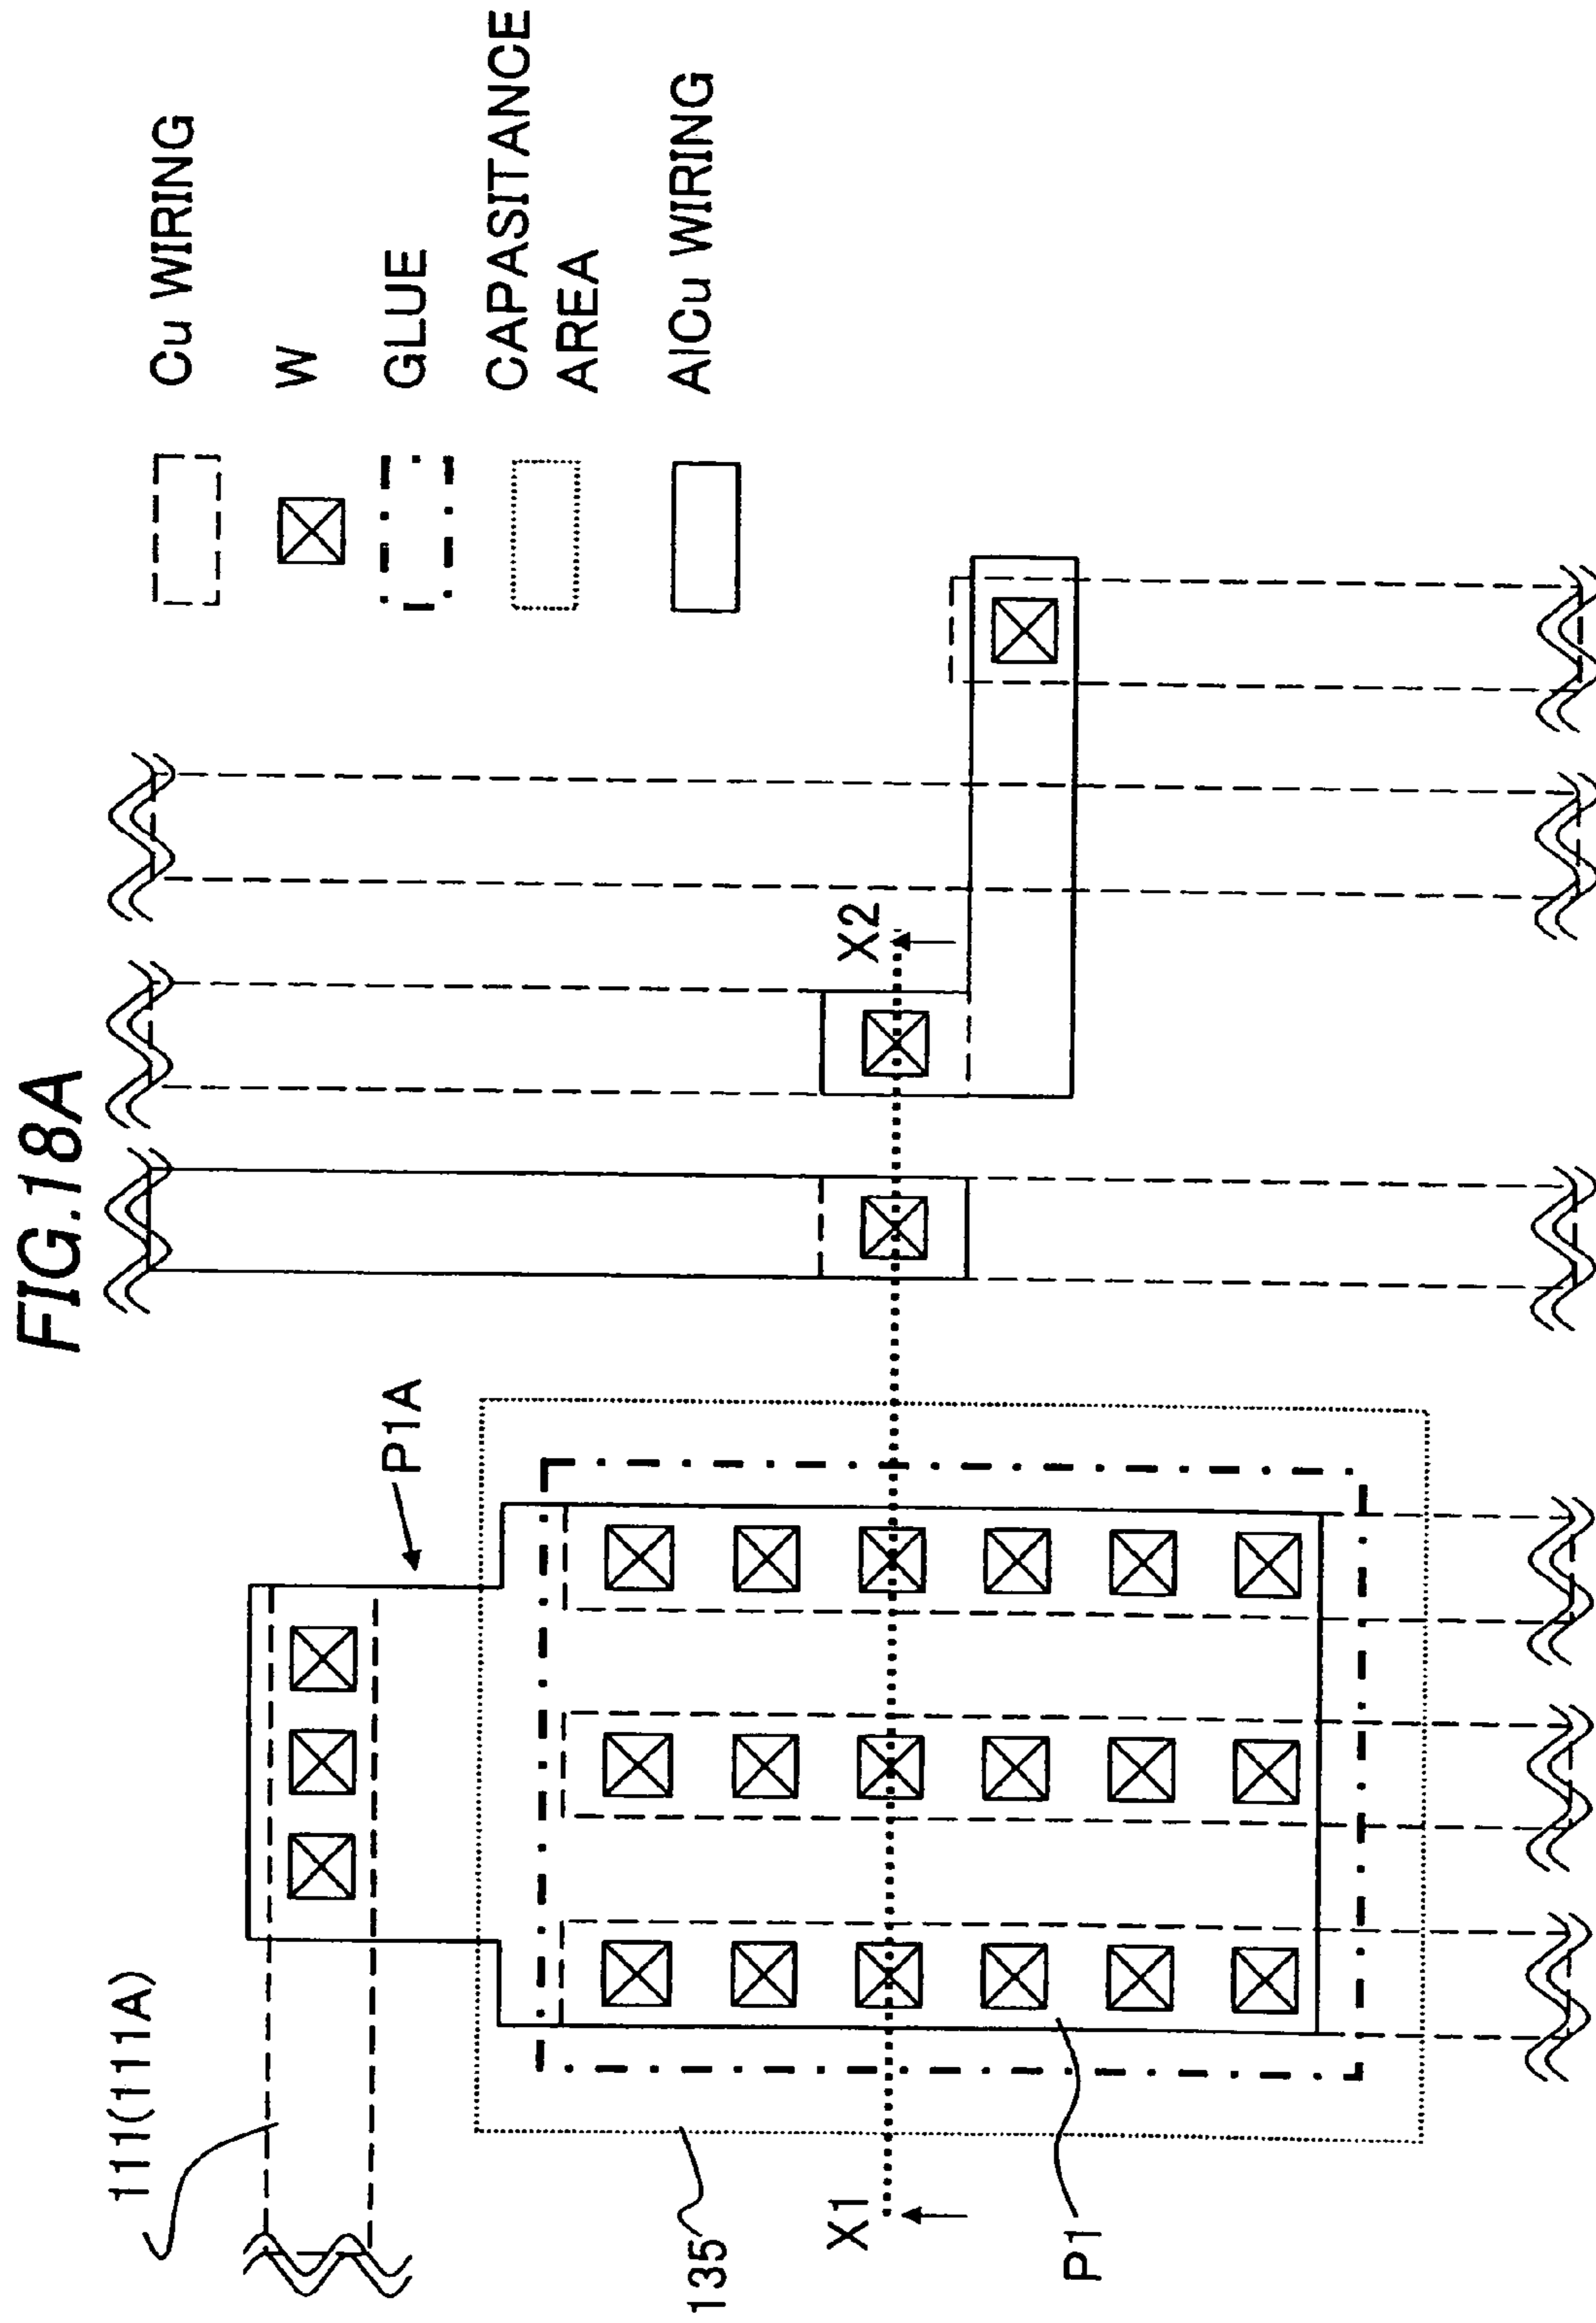 FIG.18A
111(111A)
P1A
135
X1
X2
P1
Cu WIRING
W
GLUE
CAPASITANCE
AREA
AlCu WIRING